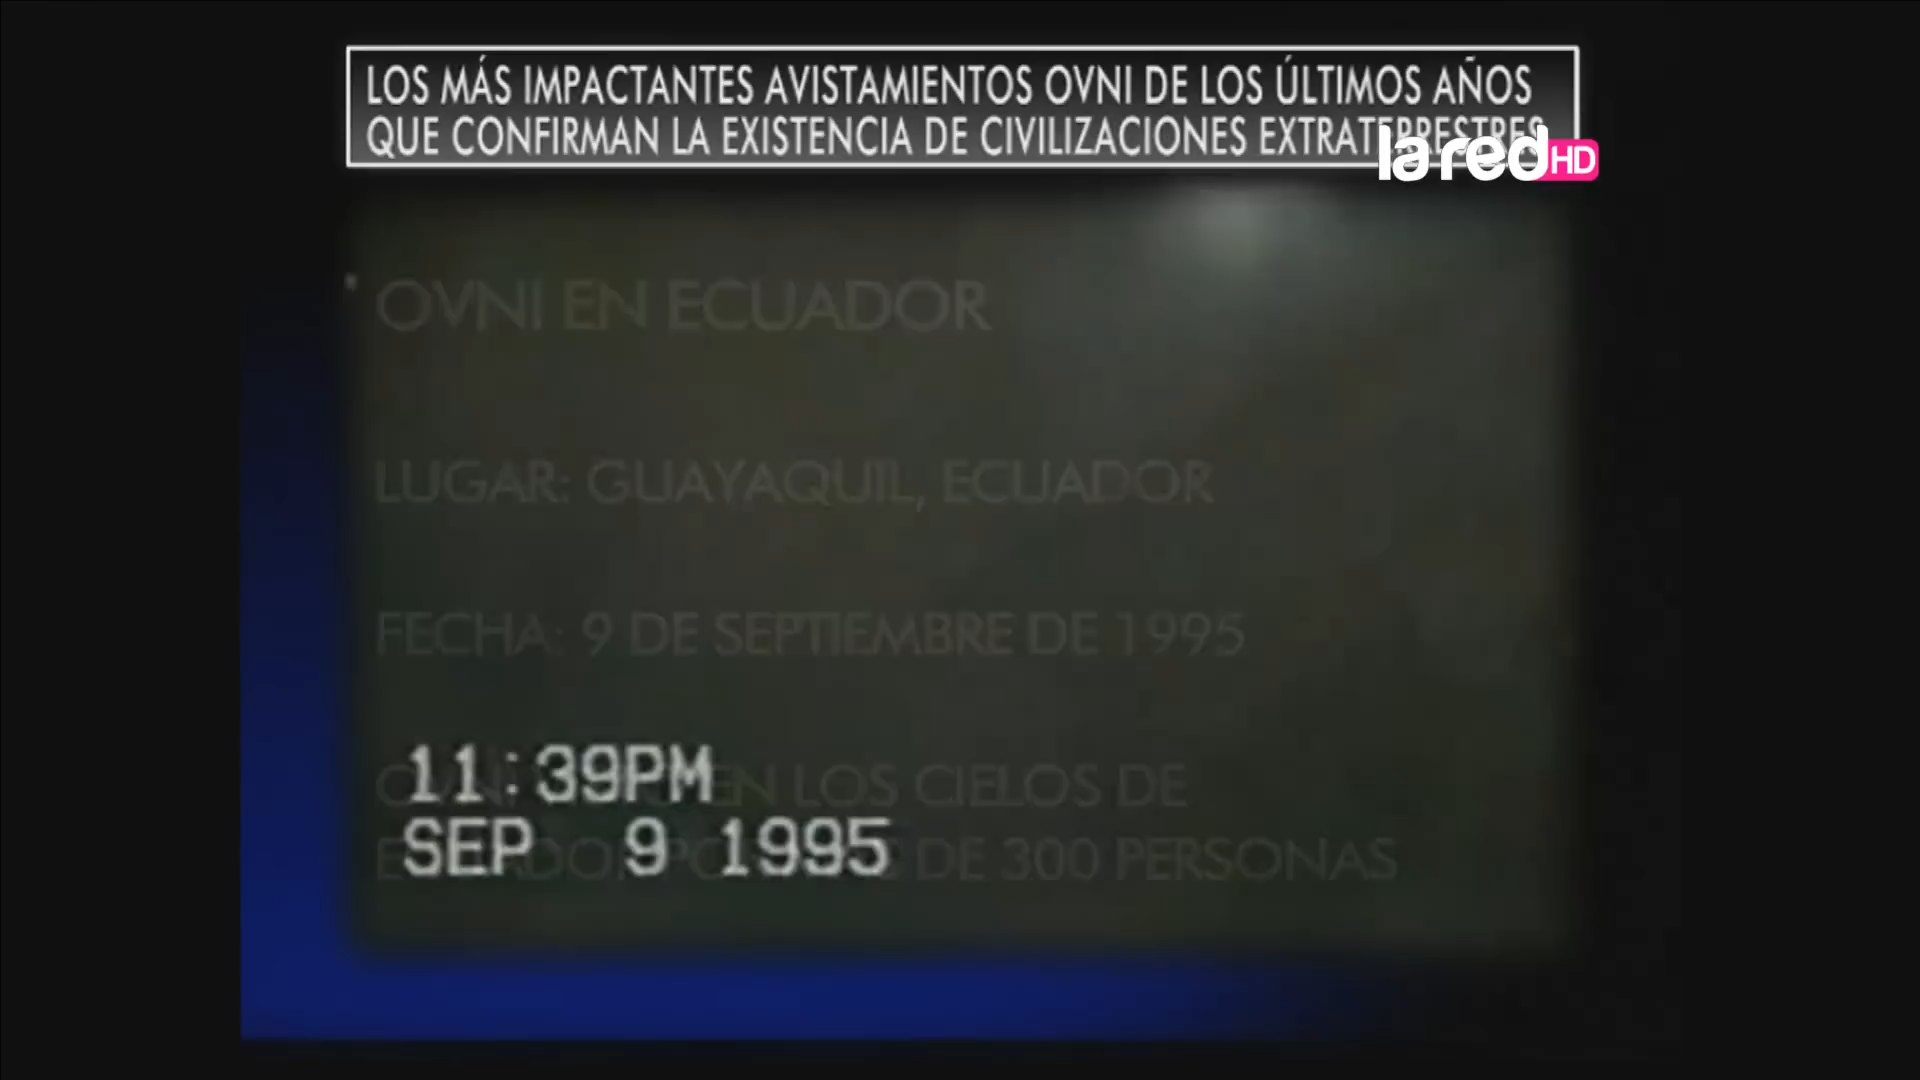 LOS MÁS IMPACTANTES AVISTAMIENTOS OVNI DE LOS ÚLTIMOS AÑOS
QUE CONFIRMAN LA EXISTENCIA DE CIVILIZACIONES EXTRATERRESTRES
la red HD
OVNI EN ECUADOR
LUGAR: GUAYAQUIL, ECUADOR
FECHA: 9 DE SEPTIEMBRE DE 1995
EN LOS CIELOS DE
DE 300 PERSONAS
11:39PM
SEP 9 1995